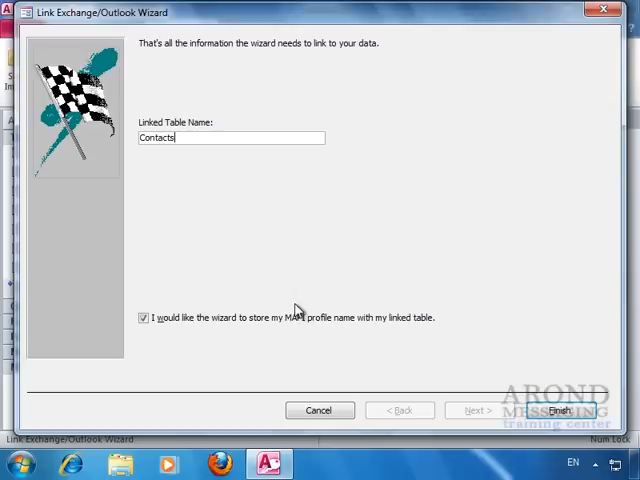 Link Exchange/Outlook Wizard
That's all the information the wizard needs to link to your data.
Linked Table Name:
Contacts
I would like the wizard to store my MAPI profile name with my linked table.
Cancel
< Back
Next >
Finish
AROND
MESSAGING
training center
Link Exchange/Outlook Wizard
Num Lock
EN